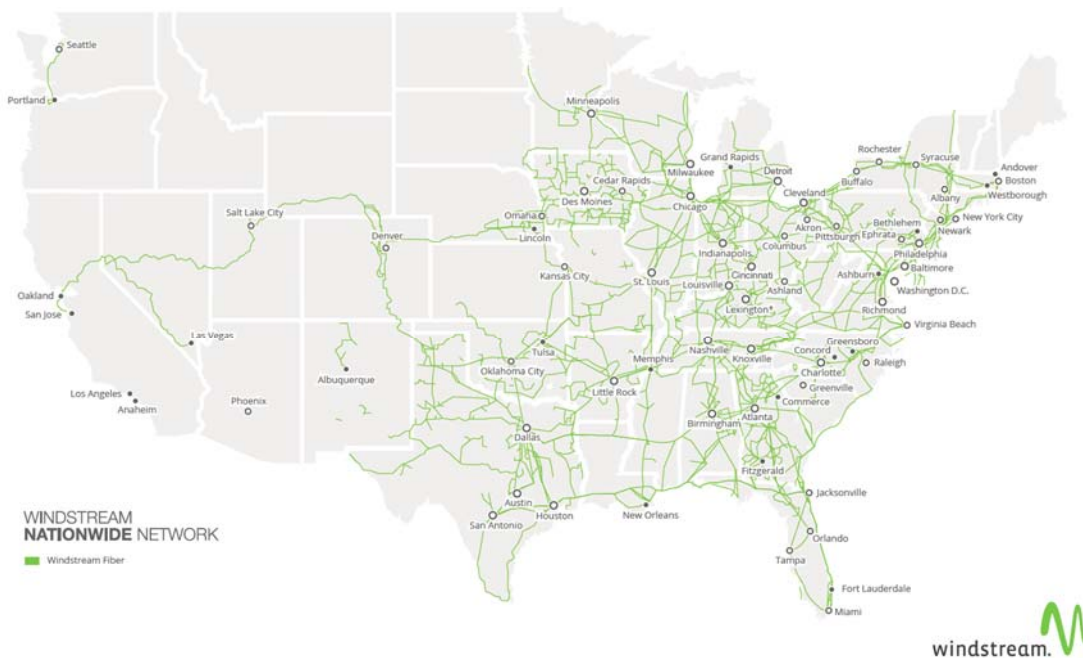 Seattle
Portland
Minneapolis
Rochester
Syracuse
Grand Rapids
Andover
Milwaukee
Detroit
Boston
Buffalo
Westborough
Cedar Rapids
Cleveland
Des Moines
Chicago
Albany
Salt Lake City
Omaha
Akron
Bethlehem
New York City
Denver
Lincoln
Columbus
Pittsburgh
Ephrata
Newark
Indianapolis
Philadelphia
Kansas City
St. Louis
Cincinnati
Ashburn
Baltimore
Louisville
Ashland
Washington D.C.
Oakland
Lexington
Richmond
San Jose
Virginia Beach
Las Vegas
Nashville
Greensboro
Tulsa
Memphis
Knoxville
Concord
Raleigh
Oklahoma City
Charlotte
Albuquerque
Little Rock
Greenville
Los Angeles
Anaheim
Phoenix
Commerce
Birmingham
Atlanta
Dallas
Fitzgerald
Austin
Jacksonville
San Antonio
Houston
New Orleans
Orlando
Tampa
Fort Lauderdale
Miami
WINDSTREAM
NATIONWIDE NETWORK
Windstream Fiber
windstream.